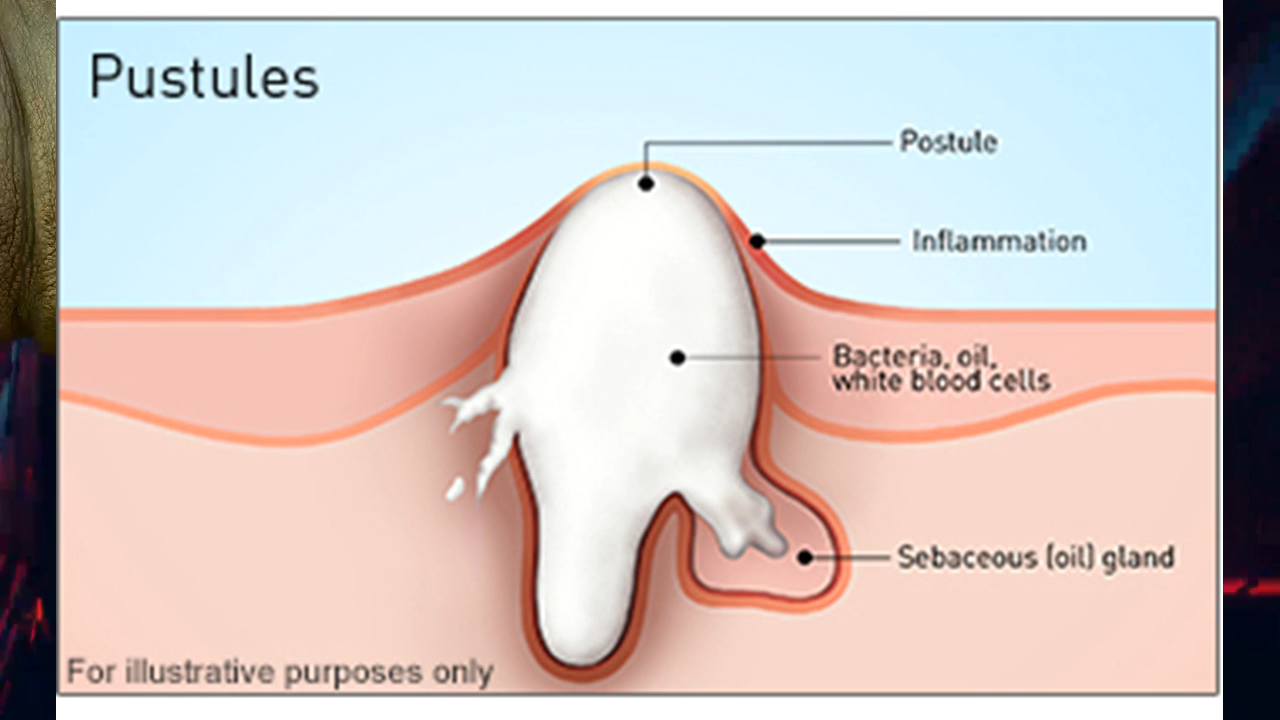 Pustules
Postule
Inflammation
Bacteria, oil,
white blood cells
Sebaceous (oil) gland
For illustrative purposes only